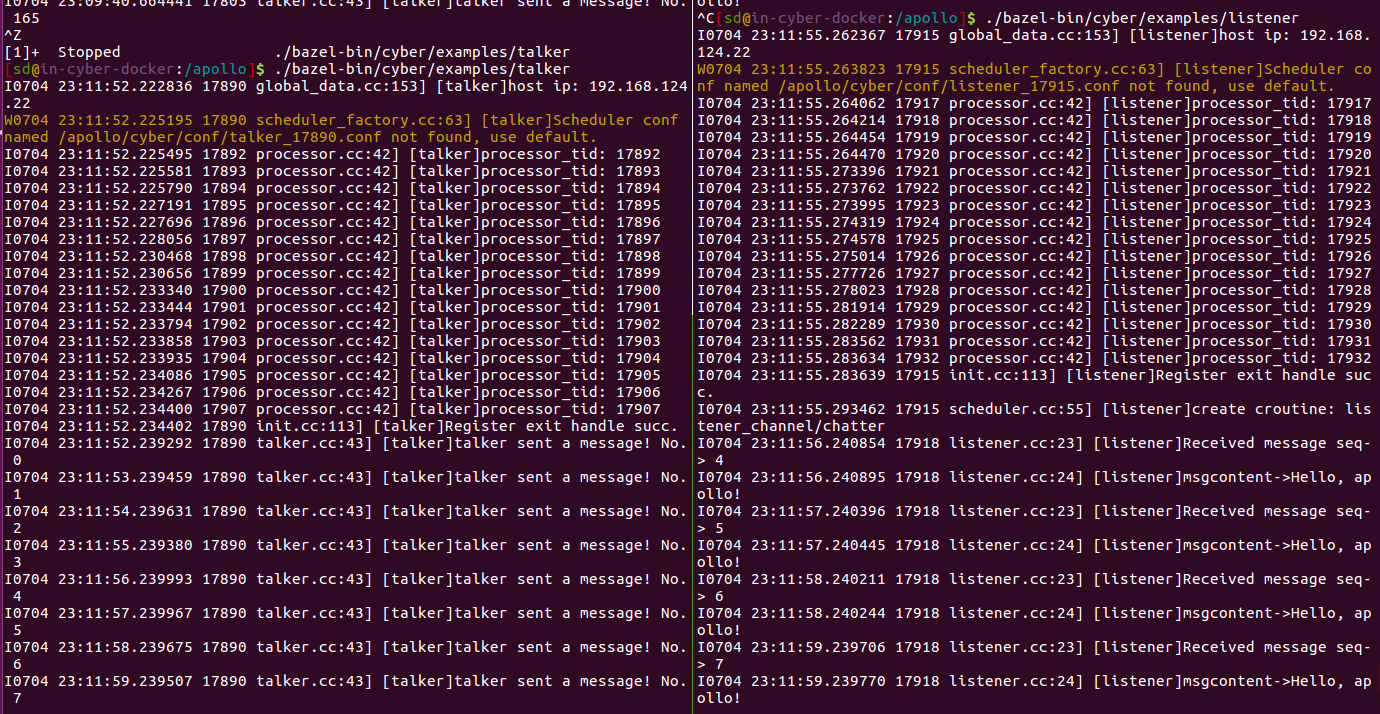 I0704 23:09:40.664441 17803 talker.cc:43] [talker]talker sent a message! No.
165
^Z
[1]+  Stopped                 ./bazel-bin/cyber/examples/talker
[sd@in-cyber-docker:/apollo]$ ./bazel-bin/cyber/examples/talker
I0704 23:11:52.222836 17890 global_data.cc:153] [talker]host ip: 192.168.124
.22
W0704 23:11:52.225195 17890 scheduler_factory.cc:63] [talker]Scheduler conf
named /apollo/cyber/conf/talker_17890.conf not found, use default.
I0704 23:11:52.225495 17892 processor.cc:42] [talker]processor_tid: 17892
I0704 23:11:52.225581 17893 processor.cc:42] [talker]processor_tid: 17893
I0704 23:11:52.225790 17894 processor.cc:42] [talker]processor_tid: 17894
I0704 23:11:52.227191 17895 processor.cc:42] [talker]processor_tid: 17895
I0704 23:11:52.227696 17896 processor.cc:42] [talker]processor_tid: 17896
I0704 23:11:52.228056 17897 processor.cc:42] [talker]processor_tid: 17897
I0704 23:11:52.230468 17898 processor.cc:42] [talker]processor_tid: 17898
I0704 23:11:52.230656 17899 processor.cc:42] [talker]processor_tid: 17899
I0704 23:11:52.233340 17900 processor.cc:42] [talker]processor_tid: 17900
I0704 23:11:52.233444 17901 processor.cc:42] [talker]processor_tid: 17901
I0704 23:11:52.233794 17902 processor.cc:42] [talker]processor_tid: 17902
I0704 23:11:52.233858 17903 processor.cc:42] [talker]processor_tid: 17903
I0704 23:11:52.233935 17904 processor.cc:42] [talker]processor_tid: 17904
I0704 23:11:52.234086 17905 processor.cc:42] [talker]processor_tid: 17905
I0704 23:11:52.234267 17906 processor.cc:42] [talker]processor_tid: 17906
I0704 23:11:52.234400 17907 processor.cc:42] [talker]processor_tid: 17907
I0704 23:11:52.234402 17890 init.cc:113] [talker]Register exit handle succ.
I0704 23:11:52.239292 17890 talker.cc:43] [talker]talker sent a message! No.
0
I0704 23:11:53.239459 17890 talker.cc:43] [talker]talker sent a message! No.
1
I0704 23:11:54.239631 17890 talker.cc:43] [talker]talker sent a message! No.
2
I0704 23:11:55.239380 17890 talker.cc:43] [talker]talker sent a message! No.
3
I0704 23:11:56.239993 17890 talker.cc:43] [talker]talker sent a message! No.
4
I0704 23:11:57.239967 17890 talker.cc:43] [talker]talker sent a message! No.
5
I0704 23:11:58.239675 17890 talker.cc:43] [talker]talker sent a message! No.
6
I0704 23:11:59.239507 17890 talker.cc:43] [talker]talker sent a message! No.
7
ollo!
^C[sd@in-cyber-docker:/apollo]$ ./bazel-bin/cyber/examples/listener
I0704 23:11:55.262367 17915 global_data.cc:153] [listener]host ip: 192.168.
124.22
W0704 23:11:55.263823 17915 scheduler_factory.cc:63] [listener]Scheduler co
nf named /apollo/cyber/conf/listener_17915.conf not found, use default.
I0704 23:11:55.264062 17917 processor.cc:42] [listener]processor_tid: 17917
I0704 23:11:55.264214 17918 processor.cc:42] [listener]processor_tid: 17918
I0704 23:11:55.264454 17919 processor.cc:42] [listener]processor_tid: 17919
I0704 23:11:55.264470 17920 processor.cc:42] [listener]processor_tid: 17920
I0704 23:11:55.273396 17921 processor.cc:42] [listener]processor_tid: 17921
I0704 23:11:55.273762 17922 processor.cc:42] [listener]processor_tid: 17922
I0704 23:11:55.273995 17923 processor.cc:42] [listener]processor_tid: 17923
I0704 23:11:55.274319 17924 processor.cc:42] [listener]processor_tid: 17924
I0704 23:11:55.274578 17925 processor.cc:42] [listener]processor_tid: 17925
I0704 23:11:55.275014 17926 processor.cc:42] [listener]processor_tid: 17926
I0704 23:11:55.277726 17927 processor.cc:42] [listener]processor_tid: 17927
I0704 23:11:55.278023 17928 processor.cc:42] [listener]processor_tid: 17928
I0704 23:11:55.281914 17929 processor.cc:42] [listener]processor_tid: 17929
I0704 23:11:55.282289 17930 processor.cc:42] [listener]processor_tid: 17930
I0704 23:11:55.283562 17931 processor.cc:42] [listener]processor_tid: 17931
I0704 23:11:55.283634 17932 processor.cc:42] [listener]processor_tid: 17932
I0704 23:11:55.283639 17915 init.cc:113] [listener]Register exit handle suc
c.
I0704 23:11:55.293462 17915 scheduler.cc:55] [listener]create croutine: lis
tener_channel/chatter
I0704 23:11:56.240854 17918 listener.cc:23] [listener]Received message seq-
> 4
I0704 23:11:56.240895 17918 listener.cc:24] [listener]msgcontent->Hello, ap
ollo!
I0704 23:11:57.240396 17918 listener.cc:23] [listener]Received message seq-
> 5
I0704 23:11:57.240445 17918 listener.cc:24] [listener]msgcontent->Hello, ap
ollo!
I0704 23:11:58.240211 17918 listener.cc:23] [listener]Received message seq-
> 6
I0704 23:11:58.240244 17918 listener.cc:24] [listener]msgcontent->Hello, ap
ollo!
I0704 23:11:59.239706 17918 listener.cc:23] [listener]Received message seq-
> 7
I0704 23:11:59.239770 17918 listener.cc:24] [listener]msgcontent->Hello, ap
ollo!